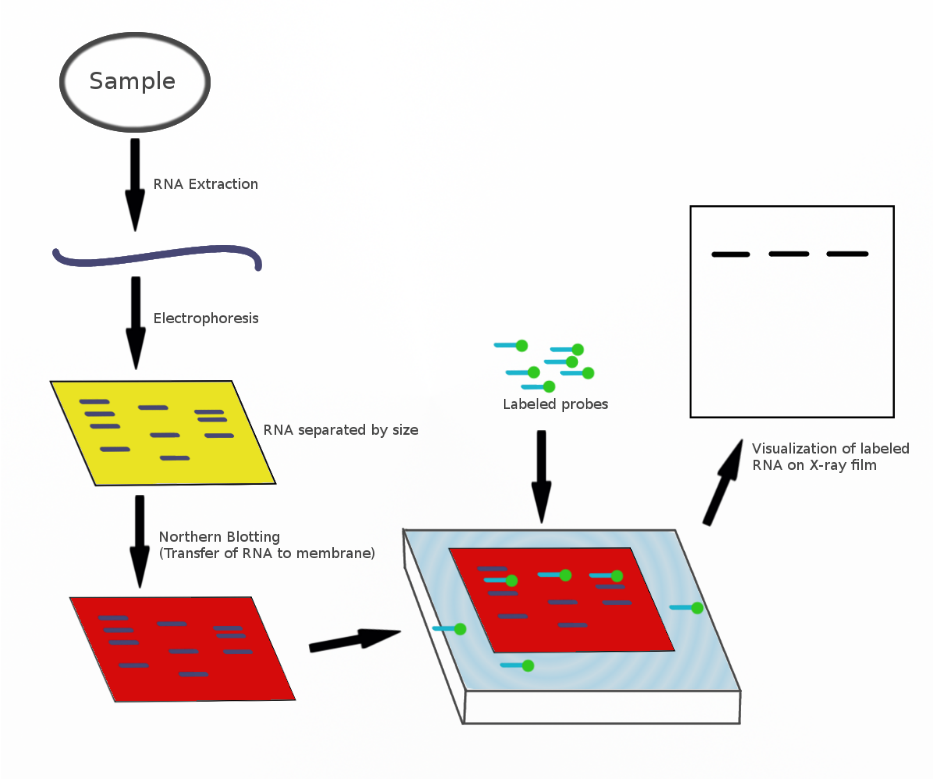 Sample
RNA Extraction
Electrophoresis
RNA separated by size
Northern Blotting
(Transfer of RNA to membrane)
Labeled probes
Visualization of labeled
RNA on X-ray film